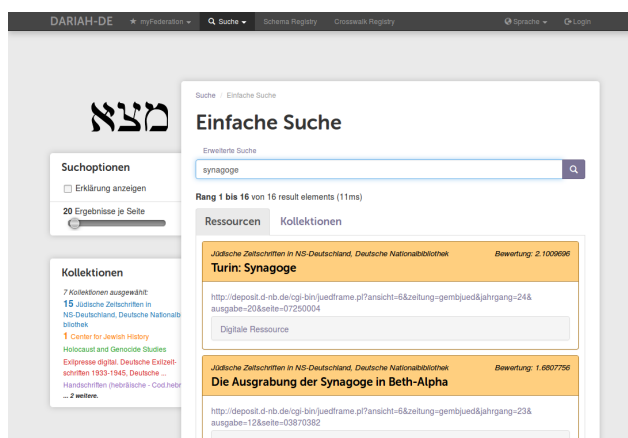 DARIAH-DE ★ myFederation Suche Schema Registry Crosswalk Registry Sprache Login
מצא
Suchoptionen
Erklärung anzeigen
20 Ergebnisse je Seite
Kollektionen
7 Kollektionen ausgewählt:
15 Jüdische Zeitschriften in
NS-Deutschland, Deutsche Nationalb
bliothek
1 Center for Jewish History
Holocaust and Genocide Studies
Exilpresse digital. Deutsche Exilzeit-
schriften 1933-1945, Deutsche ...
Handschriften (hebräische - Cod.hebr
... 2 weitere.
Suche / Einfache Suche
Einfache Suche
Erweiterte Suche
synagoge
Rang 1 bis 16 von 16 result elements (11ms)
Ressourcen Kollektionen
Jüdische Zeitschriften in NS-Deutschland, Deutsche Nationalbibliothek Bewertung: 2.1009696
Turin: Synagoge
http://deposit.d-nb.de/cgi-bin/juedframe.pl?ansicht=6&zeitung=gembjued&jahrgang=24&
ausgabe=20&seite=07250004
Digitale Ressource
Jüdische Zeitschriften in NS-Deutschland, Deutsche Nationalbibliothek Bewertung: 1.6807756
Die Ausgrabung der Synagoge in Beth-Alpha
http://deposit.d-nb.de/cgi-bin/juedframe.pl?ansicht=6&zeitung=gembjued&jahrgang=23&
ausgabe=12&seite=03870382